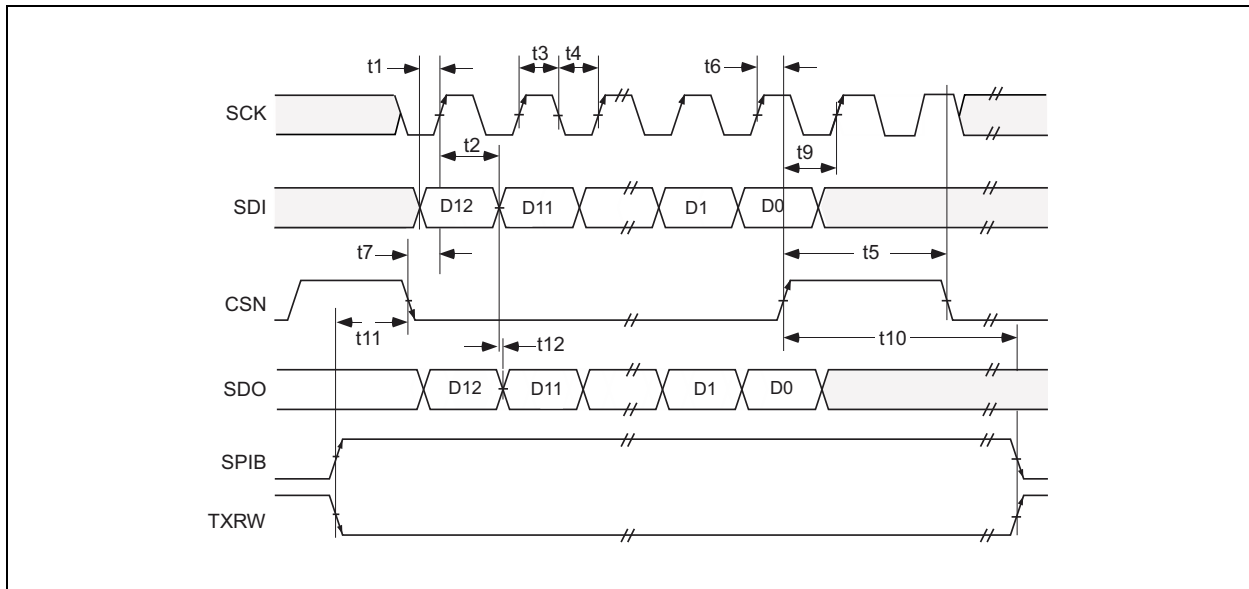 t3 t4
t1 t6
SCK
t2 t9
SDI D12 D11 D1 D0
t7 t5
CSN
t11 t12 t10
SDO D12 D11 D1 D0
SPIB
TXRW